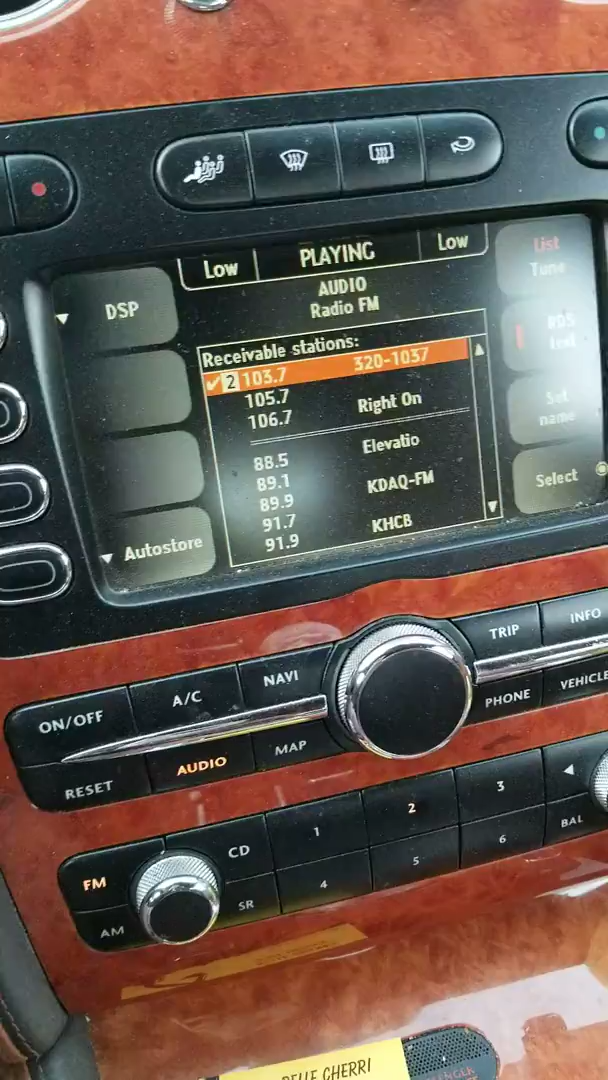 Low PLAYING Low
AUDIO
Radio FM
DSP
List
Tune
RDS
text
Set
name
Select
Autostore
Receivable stations:
2 103.7 320-1037
105.7
106.7 Right On
88.5 Elevatio
89.1
89.9 KDAQ-FM
91.7
91.9 KHCB
ON/OFF A/C NAVI TRIP INFO
RESET AUDIO MAP PHONE VEHICLE
FM CD 1 2 3
AM SR 4 5 6 BAL
CHERRI